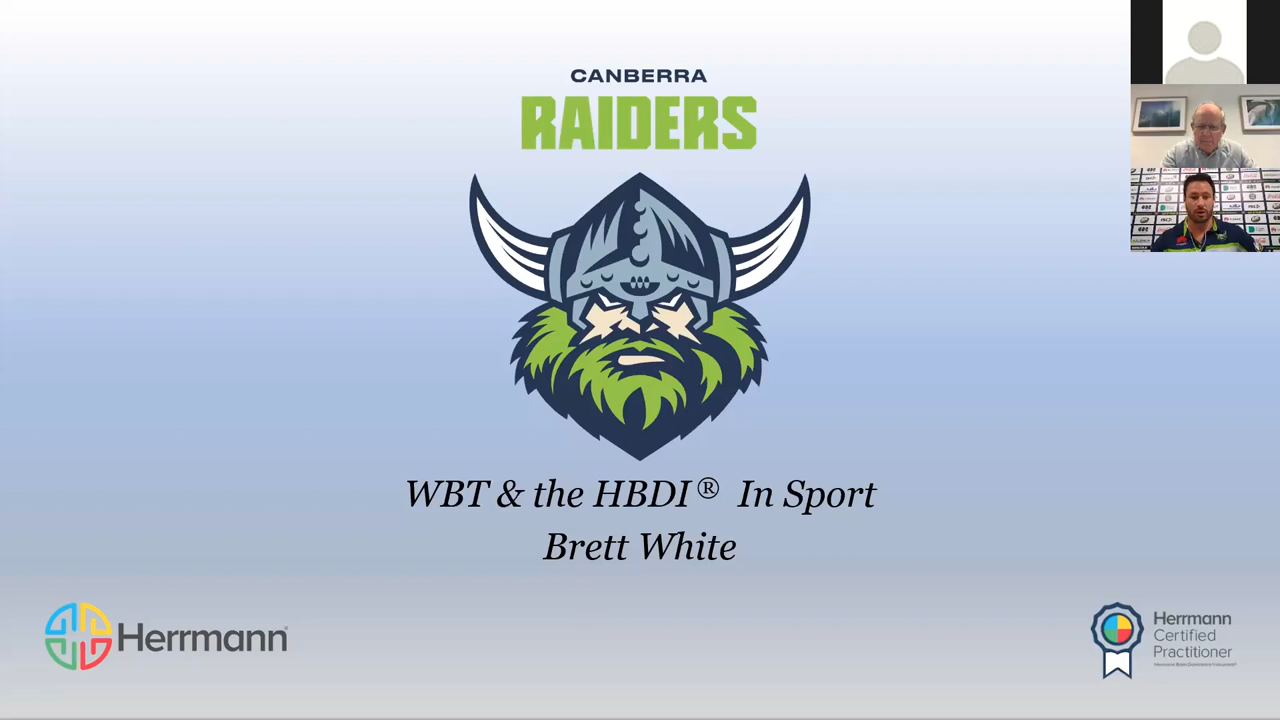 CANBERRA
RAIDERS
WBT & the HBDI® In Sport
Brett White
Herrmann®
Herrmann
Certified
Practitioner